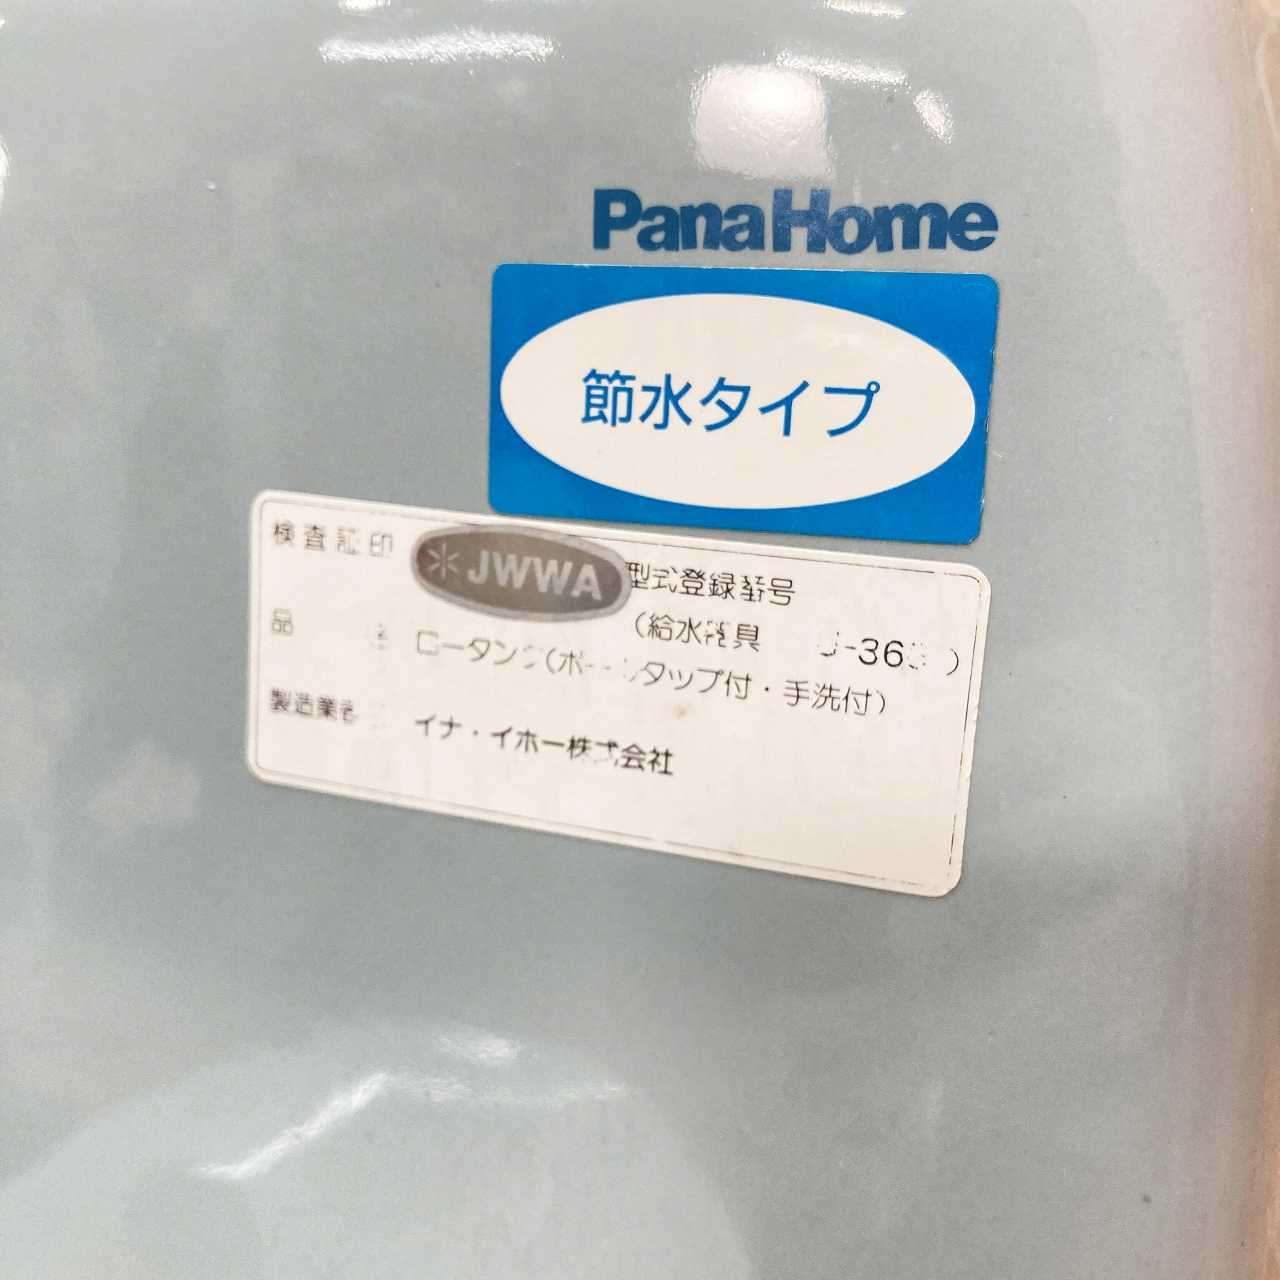 PanaHome
節水タイプ
検査証印 JWWA 型式登録番号
(給水器具 -36 )
品 ロータンク(ボールタップ付・手洗付)
製造業者 イナ・イホー株式会社